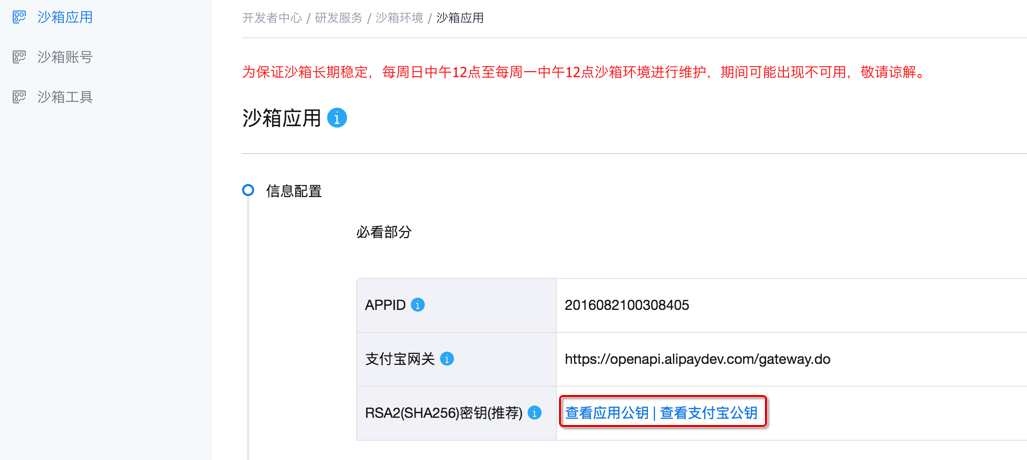 沙箱应用
沙箱账号
沙箱工具
开发者中心 / 研发服务 / 沙箱环境 / 沙箱应用
为保证沙箱长期稳定，每周日中午12点至每周一中午12点沙箱环境进行维护，期间可能出现不可用，敬请谅解。
沙箱应用 i
信息配置
必看部分
APPID i 2016082100308405
支付宝网关 i https://openapi.alipaydev.com/gateway.do
RSA2(SHA256)密钥(推荐) i 查看应用公钥 | 查看支付宝公钥